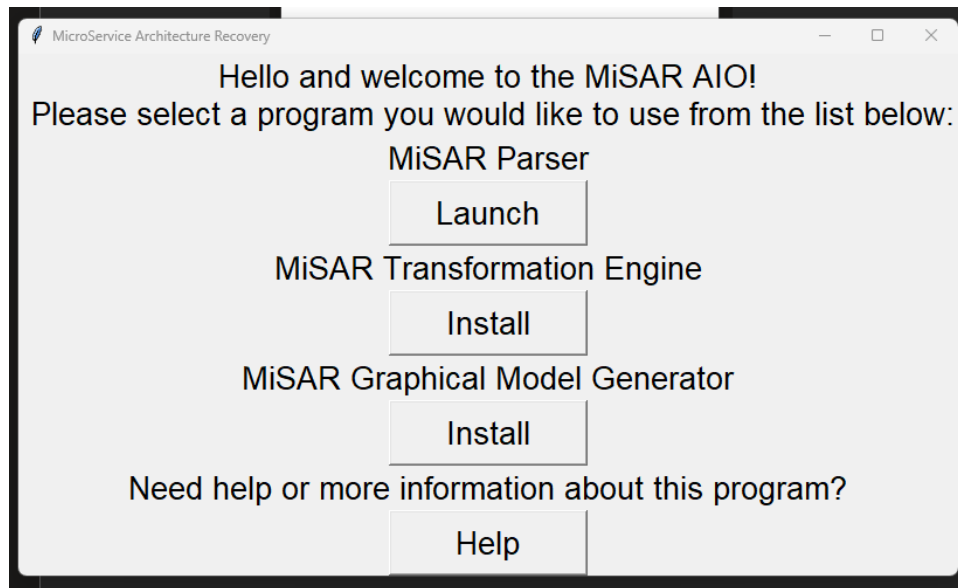 MicroService Architecture Recovery
Hello and welcome to the MiSAR AIO!
Please select a program you would like to use from the list below:
MiSAR Parser
Launch
MiSAR Transformation Engine
Install
MiSAR Graphical Model Generator
Install
Need help or more information about this program?
Help